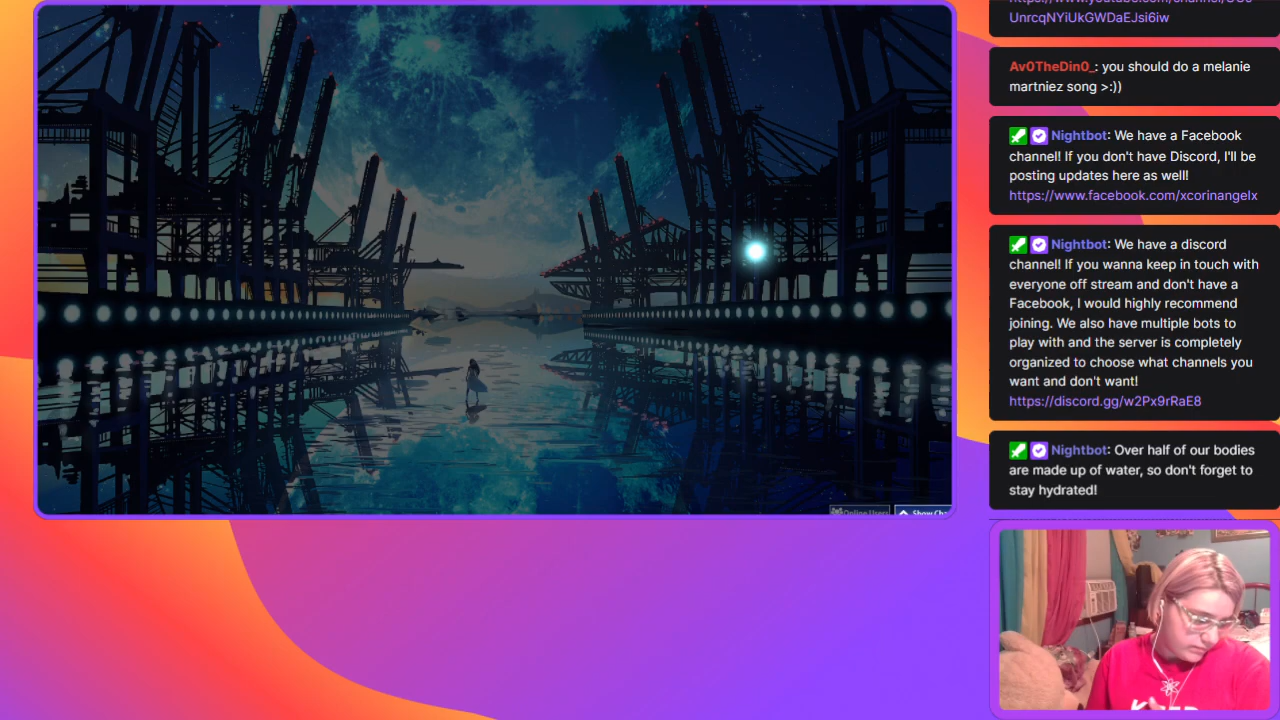 UnrcqNYiUkGWDaEJsi6iw
Av0TheDin0_: you should do a melanie
martniez song >:))
Nightbot: We have a Facebook
channel! If you don't have Discord, I'll be
posting updates here as well!
https://www.facebook.com/xcorinangelx
Nightbot: We have a discord
channel! If you wanna keep in touch with
everyone off stream and don't have a
Facebook, I would highly recommend
joining. We also have multiple bots to
play with and the server is completely
organized to choose what channels you
want and don't want!
https://discord.gg/w2Px9rRaE8
Nightbot: Over half of our bodies
are made up of water, so don't forget to
stay hydrated!
Online Users
Show Cha